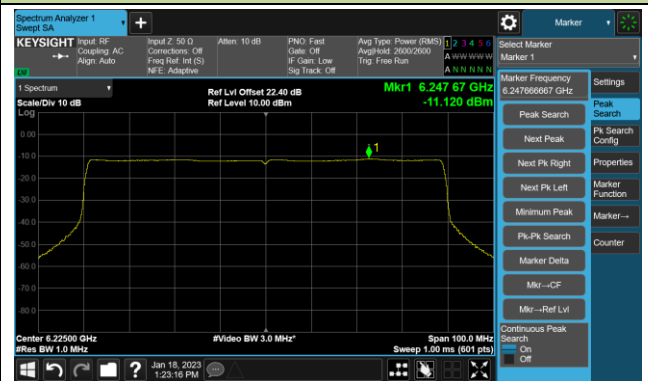 Spectrum Analyzer 1
Swept SA
+
Marker
KEYSIGHT
Input: RF
Coupling: AC
Align: Auto
Input Z: 50 Ω
Corrections: Off
Freq Ref: Int (S)
NFE: Adaptive
Atten: 10 dB
PNO: Fast
Gate: Off
IF Gain: Low
Sig Track: Off
Avg Type: Power (RMS)
Avg|Hold: 2600/2600
Trig: Free Run
1 2 3 4 5 6
A W W W W W
A N N N N N
Select Marker
Marker 1
1 Spectrum
Scale/Div 10 dB
Log
Ref Lvl Offset 22.40 dB
Ref Level 10.00 dBm
Mkr1 6.247 67 GHz
-11.120 dBm
0.00
-10.0
-20.0
-30.0
-40.0
-50.0
-60.0
-70.0
-80.0
1
Center 6.22500 GHz
#Res BW 1.0 MHz
#Video BW 3.0 MHz*
Span 100.0 MHz
Sweep 1.00 ms (601 pts)
Marker Frequency
6.247666667 GHz
Peak Search
Next Peak
Next Pk Right
Next Pk Left
Minimum Peak
Pk-Pk Search
Marker Delta
Mkr→CF
Mkr→Ref Lvl
Continuous Peak
Search
On
Off
Settings
Peak
Search
Pk Search
Config
Properties
Marker
Function
Marker→
Counter
?
Jan 18, 2023
1:23:16 PM